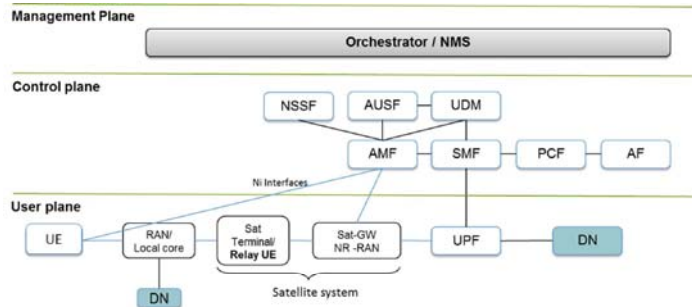 Management Plane
Orchestrator / NMS
Control plane
NSSF
AUSF
UDM
AMF
SMF
PCF
AF
Ni Interfaces
User plane
UE
RAN/
Local core
Sat
Terminal/
Relay UE
Sat-GW
NR -RAN
UPF
DN
DN
Satellite system